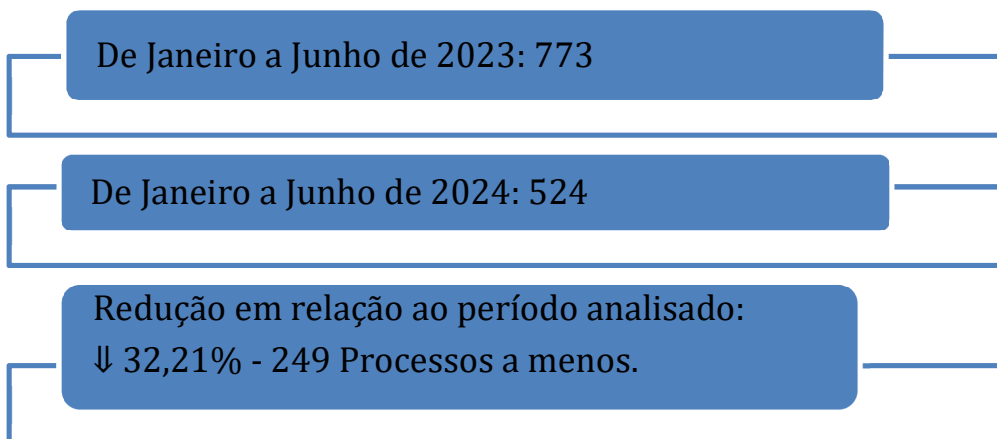 De Janeiro a Junho de 2023: 773
De Janeiro a Junho de 2024: 524
Redução em relação ao período analisado:
⇓ 32,21% - 249 Processos a menos.